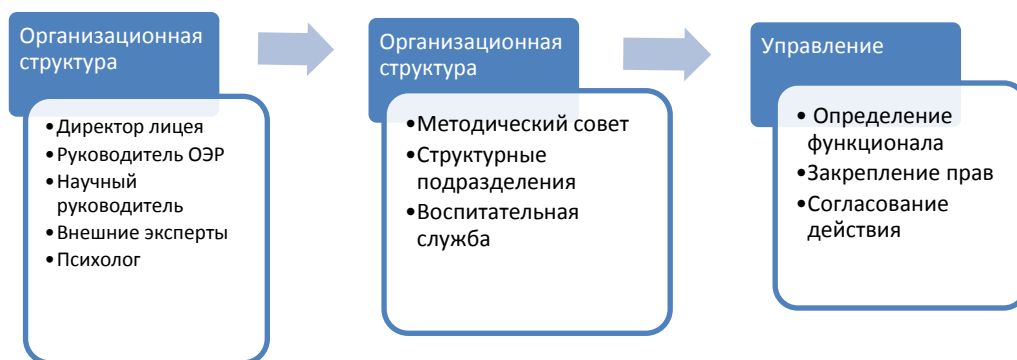 Организационная
структура
• Директор лицея
• Руководитель ОЭР
• Научный
руководитель
• Внешние эксперты
• Психолог
Организационная
структура
• Методический совет
• Структурные
подразделения
• Воспитательная
служба
Управление
• Определение
функционала
• Закрепление прав
• Согласование
действия